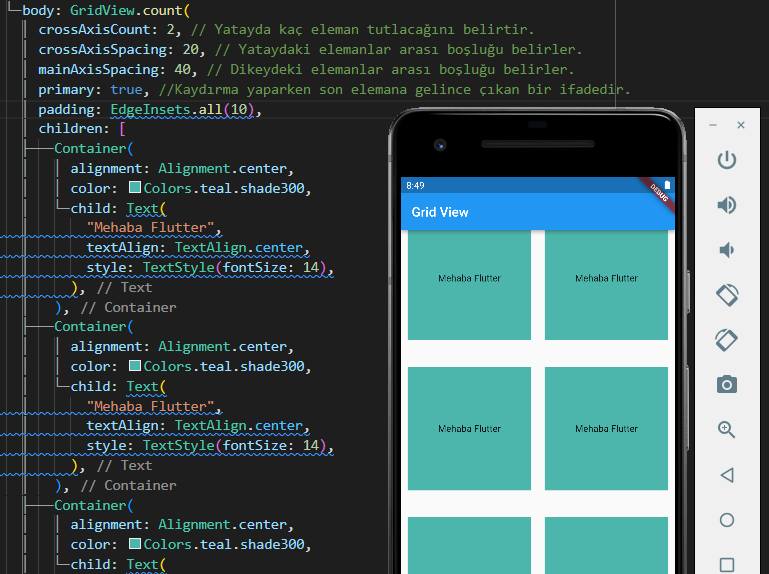 body: GridView.count(
crossAxisCount: 2, // Yatayda kaç eleman tutlacağını belirtir.
crossAxisSpacing: 20, // Yataydaki elemanlar arası boşluğu belirler.
mainAxisSpacing: 40, // Dikeydeki elemanlar arası boşluğu belirler.
primary: true, //Kaydırma yaparken son elemana gelince çıkan bir ifadedir.
padding: EdgeInsets.all(10),
children: [
Container(
alignment: Alignment.center,
color: Colors.teal.shade300,
child: Text(
"Mehaba Flutter",
textAlign: TextAlign.center,
style: TextStyle(fontSize: 14),
), // Text
), // Container
Container(
alignment: Alignment.center,
color: Colors.teal.shade300,
child: Text(
"Mehaba Flutter",
textAlign: TextAlign.center,
style: TextStyle(fontSize: 14),
), // Text
), // Container
Container(
alignment: Alignment.center,
color: Colors.teal.shade300,
child: Text(
8:49
DEBUG
Grid View
Mehaba Flutter
Mehaba Flutter
Mehaba Flutter
Mehaba Flutter